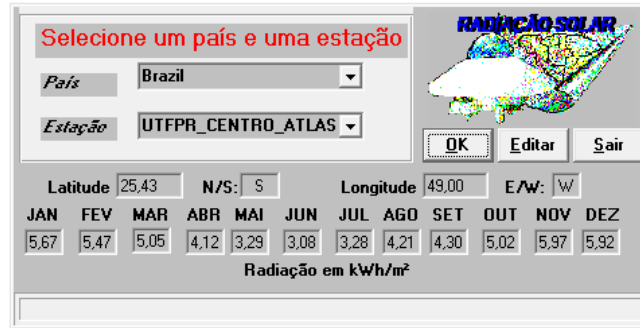 RADIAÇÃO SOLAR
Selecione um país e uma estação
País Brazil
Estação UTFPR_CENTRO_ATLAS
OK Editar Sair
Latitude 25,43 N/S: S Longitude 49,00 E/W: W
JAN FEV MAR ABR MAI JUN JUL AGO SET OUT NOV DEZ
5,67 5,47 5,05 4,12 3,29 3,08 3,28 4,21 4,30 5,02 5,97 5,92
Radiação em kWh/m²